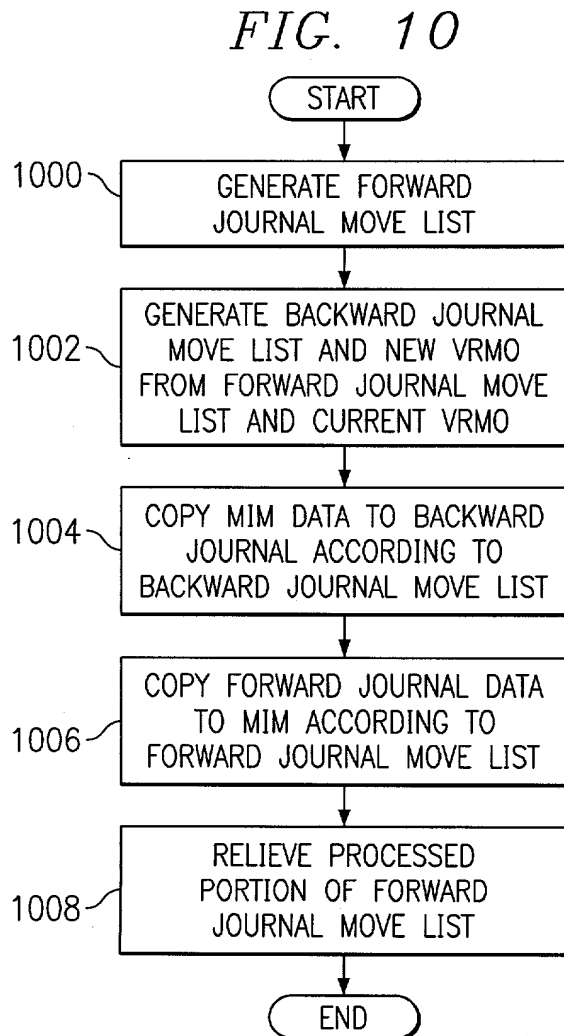 FIG. 10
START
1000
GENERATE FORWARD
JOURNAL MOVE LIST
1002
GENERATE BACKWARD JOURNAL
MOVE LIST AND NEW VRMO
FROM FORWARD JOURNAL MOVE
LIST AND CURRENT VRMO
1004
COPY MIM DATA TO BACKWARD
JOURNAL ACCORDING TO
BACKWARD JOURNAL MOVE LIST
1006
COPY FORWARD JOURNAL DATA
TO MIM ACCORDING TO
FORWARD JOURNAL MOVE LIST
1008
RELIEVE PROCESSED
PORTION OF FORWARD
JOURNAL MOVE LIST
END